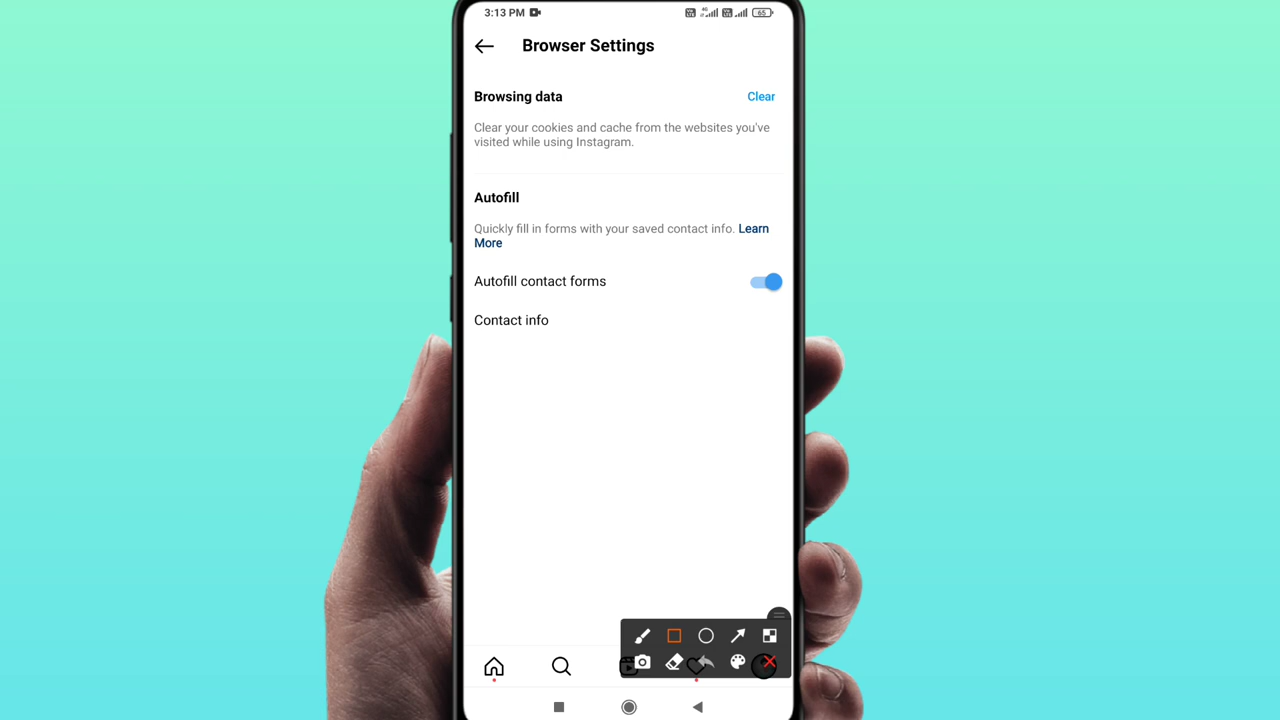 3:13 PM
4G
65
Browser Settings
Browsing data
Clear
Clear your cookies and cache from the websites you've
visited while using Instagram.
Autofill
Quickly fill in forms with your saved contact info. Learn
More
Autofill contact forms
Contact info